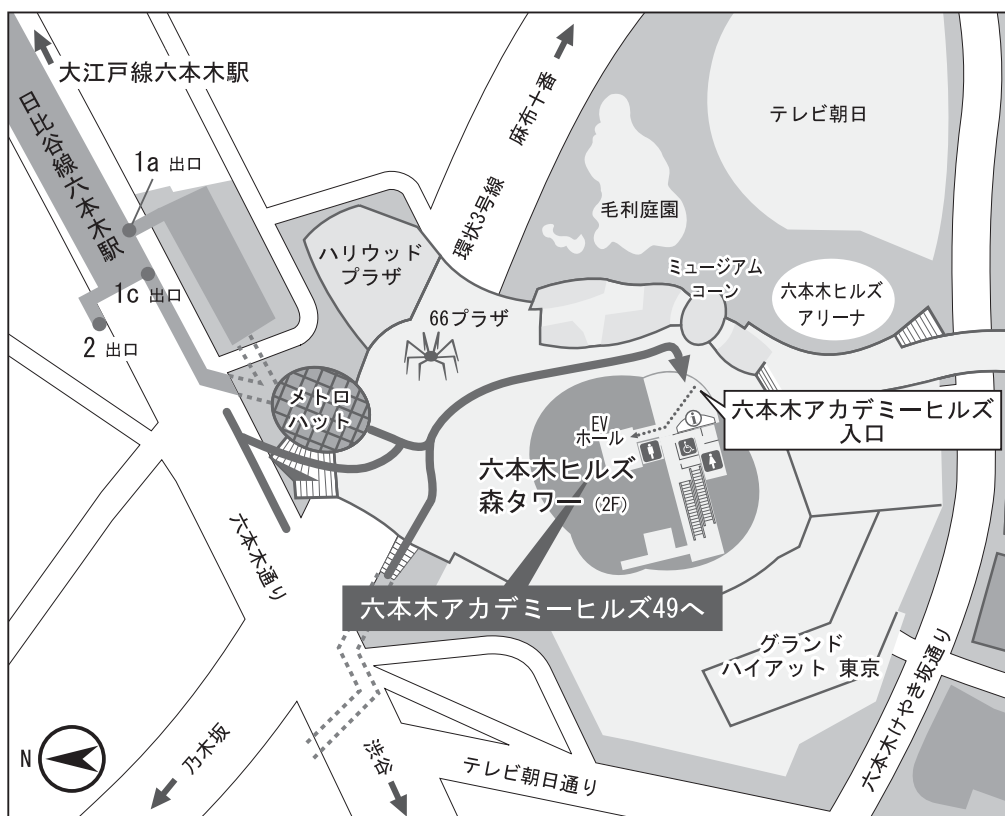 大江戸線六本木駅
日比谷線六本木駅
1a 出口
1c 出口
2 出口
麻布十番
環状3号線
テレビ朝日
毛利庭園
ハリウッド
プラザ
66プラザ
ミュージアム
コーン
六本木ヒルズ
アリーナ
メトロ
ハット
六本木アカデミーヒルズ
入口
EV
ホール
i
六本木ヒルズ
森タワー (2F)
六本木通り
六本木アカデミーヒルズ49へ
グランド
ハイアット 東京
六本木けやき坂通り
N
乃木坂
渋谷
テレビ朝日通り